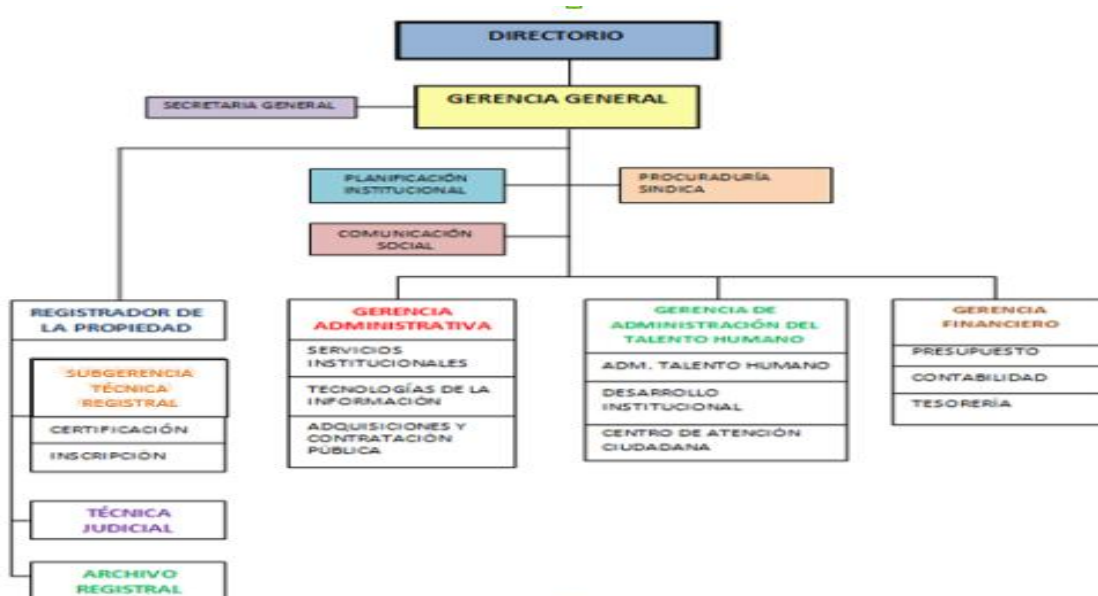 DIRECTORIO
GERENCIA GENERAL
SECRETARIA GENERAL
PLANIFICACIÓN
INSTITUCIONAL
PROCURADURÍA
SINDICA
COMUNICACIÓN
SOCIAL
REGISTRADOR DE
LA PROPIEDAD
SUBGERENCIA
TÉCNICA
REGISTRAL
CERTIFICACIÓN
INSCRIPCIÓN
TÉCNICA
JUDICIAL
ARCHIVO
REGISTRAL
GERENCIA
ADMINISTRATIVA
SERVICIOS
INSTITUCIONALES
TECNOLOGÍAS DE LA
INFORMACIÓN
ADQUISICIONES Y
CONTRATACIÓN
PÚBLICA
GERENCIA DE
ADMINISTRACIÓN DEL
TALENTO HUMANO
ADM. TALENTO HUMANO
DESARROLLO
INSTITUCIONAL
CENTRO DE ATENCIÓN
CIUDADANA
GERENCIA
FINANCIERO
PRESUPUESTO
CONTABILIDAD
TESORERÍA